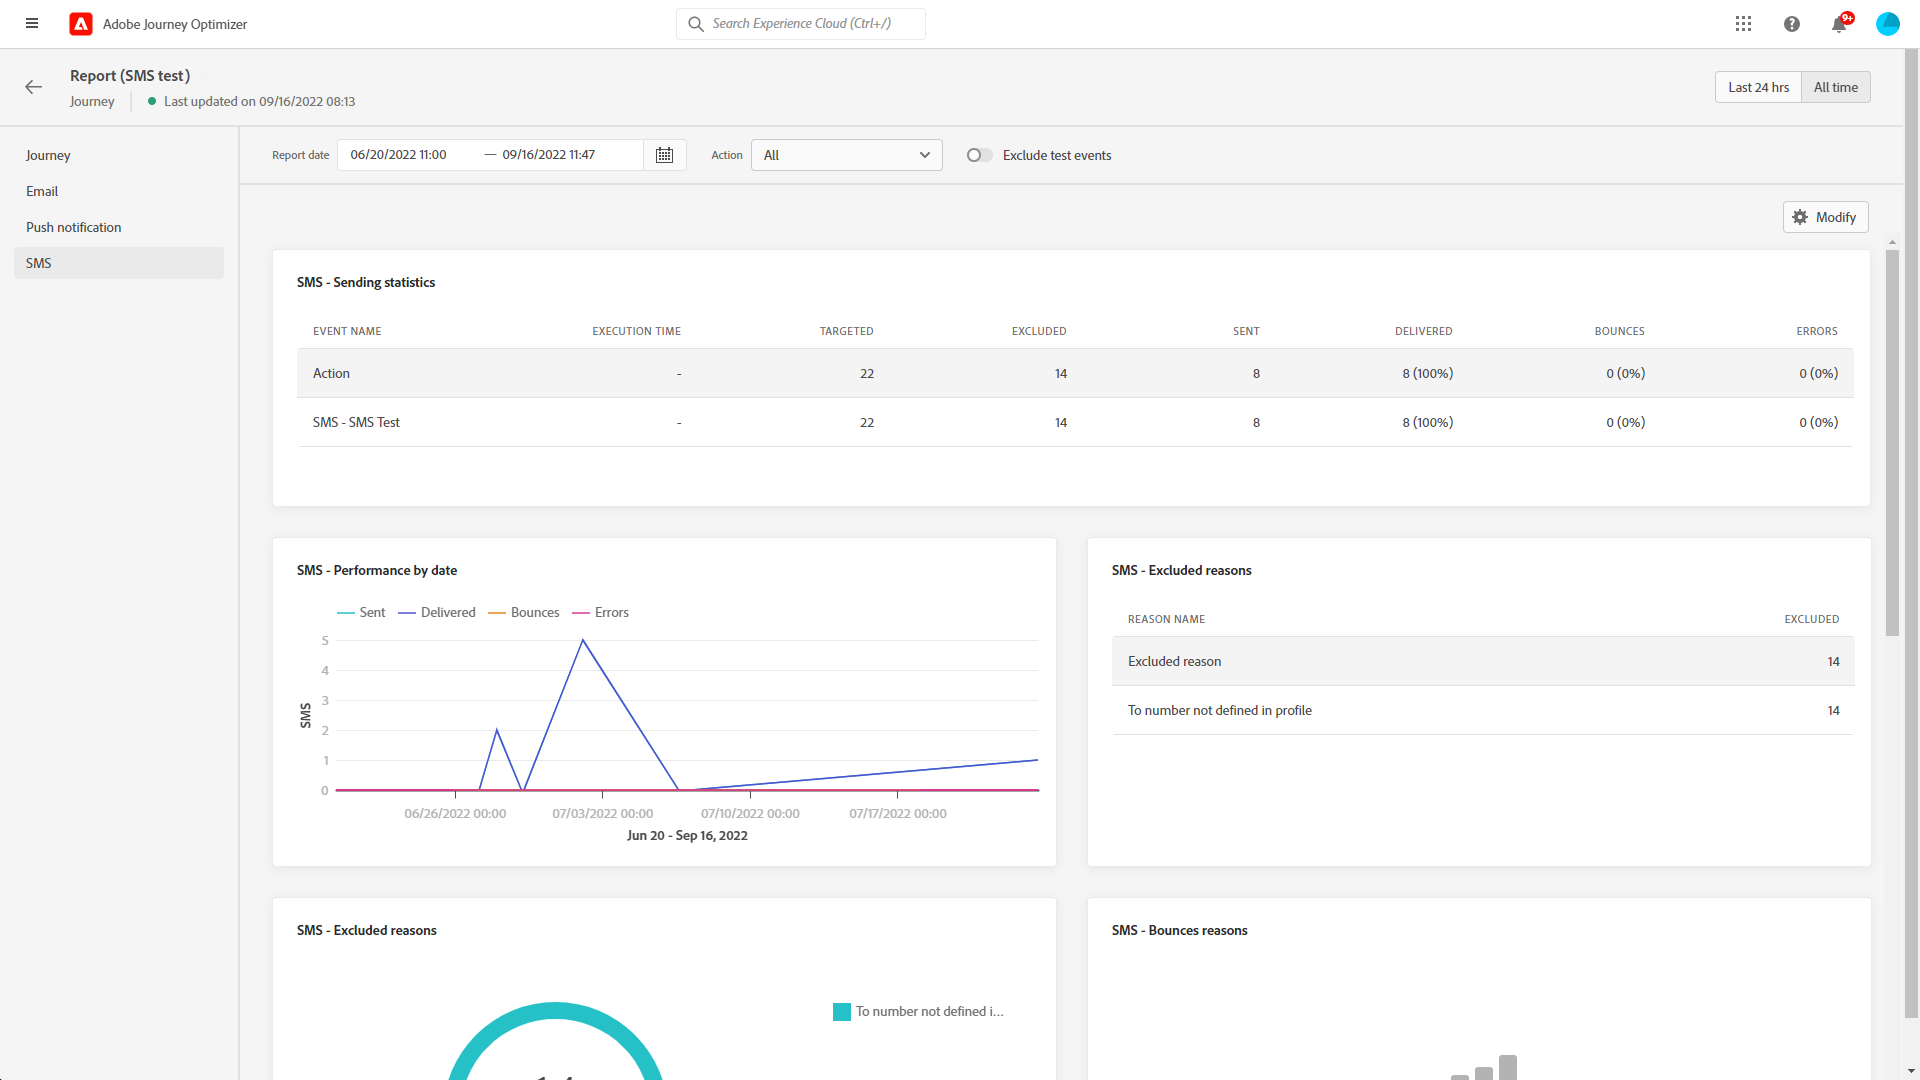 Adobe Journey Optimizer
Search Experience Cloud (Ctrl+/)
9+
Report (SMS test)
Journey
Last updated on 09/16/2022 08:13
Last 24 hrs
All time
Journey
Email
Push notification
SMS
Report date
06/20/2022 11:00 — 09/16/2022 11:47
Action
All
Exclude test events
Modify
SMS - Sending statistics
EVENT NAME EXECUTION TIME TARGETED EXCLUDED SENT DELIVERED BOUNCES ERRORS
Action - 22 14 8 8 (100%) 0 (0%) 0 (0%)
SMS - SMS Test - 22 14 8 8 (100%) 0 (0%) 0 (0%)
SMS - Performance by date
Sent Delivered Bounces Errors
5
4
3
2
1
0
SMS
06/26/2022 00:00 07/03/2022 00:00 07/10/2022 00:00 07/17/2022 00:00
Jun 20 - Sep 16, 2022
SMS - Excluded reasons
REASON NAME EXCLUDED
Excluded reason 14
To number not defined in profile 14
SMS - Excluded reasons
To number not defined i...
SMS - Bounces reasons